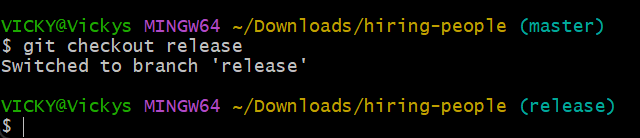 VICKY@Vickys MINGW64 ~/Downloads/hiring-people (master)
$ git checkout release
Switched to branch 'release'
VICKY@Vickys MINGW64 ~/Downloads/hiring-people (release)
$